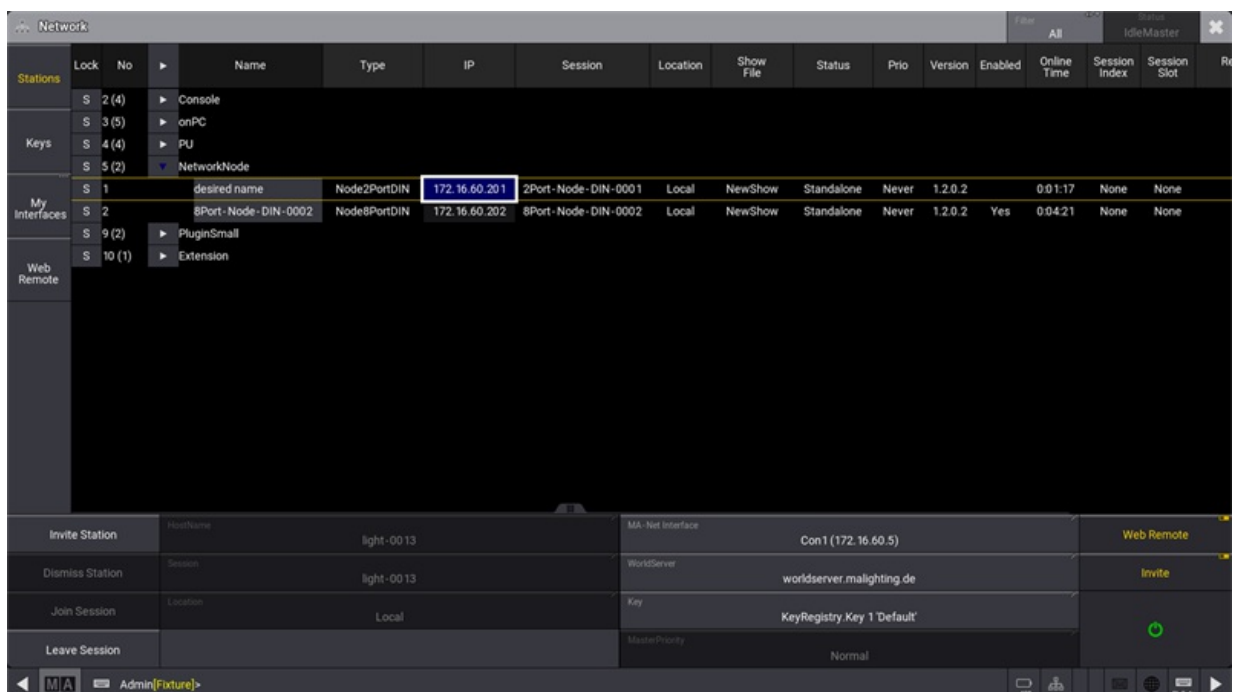 Network
Filter
All
Status
IdleMaster
Stations
Lock No Name Type IP Session Location Show File Status Prio Version Enabled Online Time Session Index Session Slot Re
S 2 (4) Console
S 3 (5) onPC
Keys
S 4 (4) PU
S 5 (2) NetworkNode
S 1 desired name Node2PortDIN 172.16.60.201 2Port-Node-DIN-0001 Local NewShow Standalone Never 1.2.0.2 0:01:17 None None
My Interfaces
S 2 8Port-Node-DIN-0002 Node8PortDIN 172.16.60.202 8Port-Node-DIN-0002 Local NewShow Standalone Never 1.2.0.2 Yes 0:04:21 None None
S 9 (2) PluginSmall
S 10 (1) Extension
Web Remote
Invite Station
HostName
light-0013
MA-Net Interface
Con1 (172.16.60.5)
Web Remote
Dismiss Station
Session
light-0013
WorldServer
worldserver.malighting.de
Invite
Join Session
Location
Local
Key
KeyRegistry.Key 1 'Default'
Leave Session
MasterPriority
Normal
MA Admin[Fixture]>